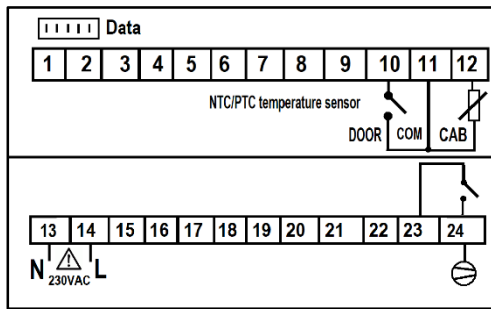 Data
1 2 3 4 5 6 7 8 9 10 11 12
NTC/PTC temperature sensor
DOOR COM CAB
13 14 15 16 17 18 19 20 21 22 23 24
N L
230VAC